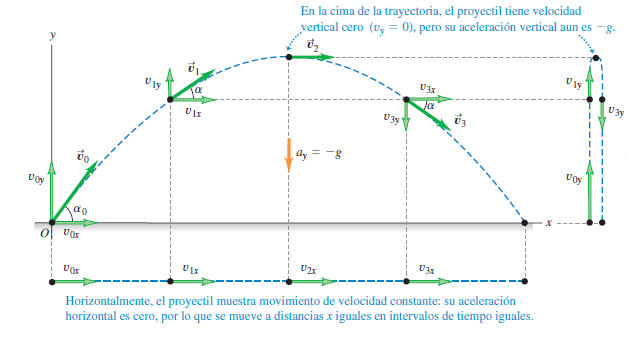 En la cima de la trayectoria, el proyectil tiene velocidad
vertical cero (vy = 0), pero su aceleración vertical aun es −g.
y
v⃗2
v⃗1
v1y
α
v1x
v3x
α
v3y
v⃗3
v1y
v3y
v⃗0
ay = −g
v0y
v0y
α0
O
v0x
x
v0x
v1x
v2x
v3x
Horizontalmente, el proyectil muestra movimiento de velocidad constante: su aceleración
horizontal es cero, por lo que se mueve a distancias x iguales en intervalos de tiempo iguales.